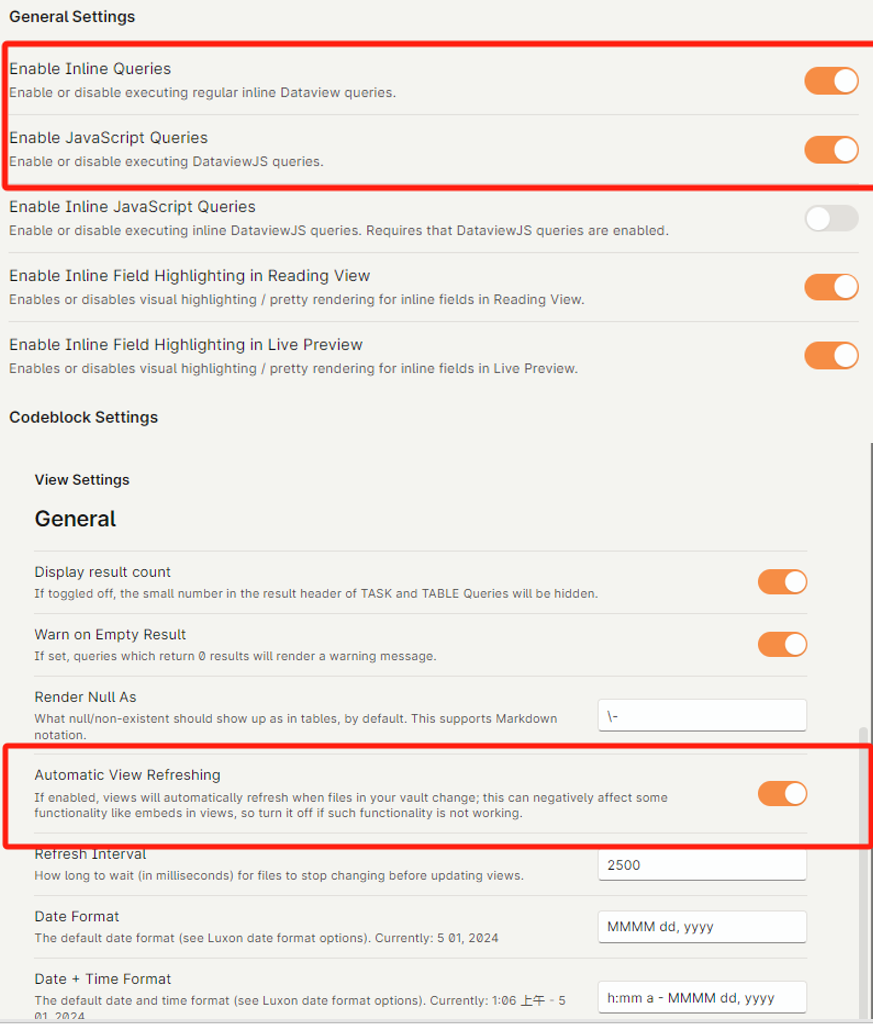 General Settings
Enable Inline Queries
Enable or disable executing regular inline Dataview queries.
Enable JavaScript Queries
Enable or disable executing DataviewJS queries.
Enable Inline JavaScript Queries
Enable or disable executing inline DataviewJS queries. Requires that DataviewJS queries are enabled.
Enable Inline Field Highlighting in Reading View
Enables or disables visual highlighting / pretty rendering for inline fields in Reading View.
Enable Inline Field Highlighting in Live Preview
Enables or disables visual highlighting / pretty rendering for inline fields in Live Preview.
Codeblock Settings
View Settings
General
Display result count
If toggled off, the small number in the result header of TASK and TABLE Queries will be hidden.
Warn on Empty Result
If set, queries which return 0 results will render a warning message.
Render Null As
What null/non-existent should show up as in tables, by default. This supports Markdown
notation.
\-
Automatic View Refreshing
If enabled, views will automatically refresh when files in your vault change; this can negatively affect some
functionality like embeds in views, so turn it off if such functionality is not working.
Refresh Interval
How long to wait (in milliseconds) for files to stop changing before updating views.
2500
Date Format
The default date format (see Luxon date format options). Currently: 5 01, 2024
MMMM dd, yyyy
Date + Time Format
The default date and time format (see Luxon date format options). Currently: 1:06 上午 - 5
01, 2024
h:mm a - MMMM dd, yyyy